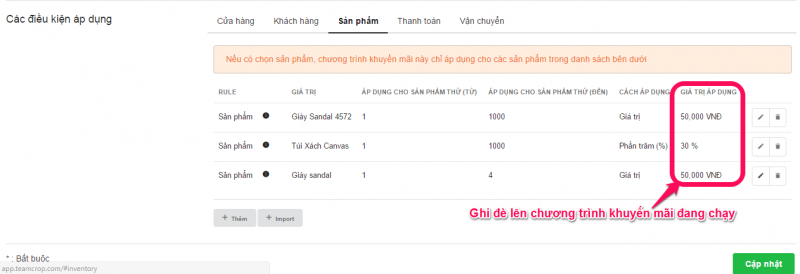 Các điều kiện áp dụng
Cửa hàng Khách hàng Sản phẩm Thanh toán Vận chuyển
Nếu có chọn sản phẩm, chương trình khuyến mãi này chỉ áp dụng cho các sản phẩm trong danh sách bên dưới
RULE GIÁ TRỊ ÁP DỤNG CHO SẢN PHẨM THỨ (TỪ) ÁP DỤNG CHO SẢN PHẨM THỨ (ĐẾN) CÁCH ÁP DỤNG GIÁ TRỊ ÁP DỤNG
Sản phẩm Giày Sandal 4572 1 1000 Giá trị 50,000 VNĐ
Sản phẩm Túi Xách Canvas 1 1000 Phần trăm (%) 30 %
Sản phẩm Giày sandal 1 4 Giá trị 50,000 VNĐ
Ghi đè lên chương trình khuyến mãi đang chạy
+ Thêm + Import
* : Bắt buộc
app.teamcrop.com/#inventory
Cập nhật